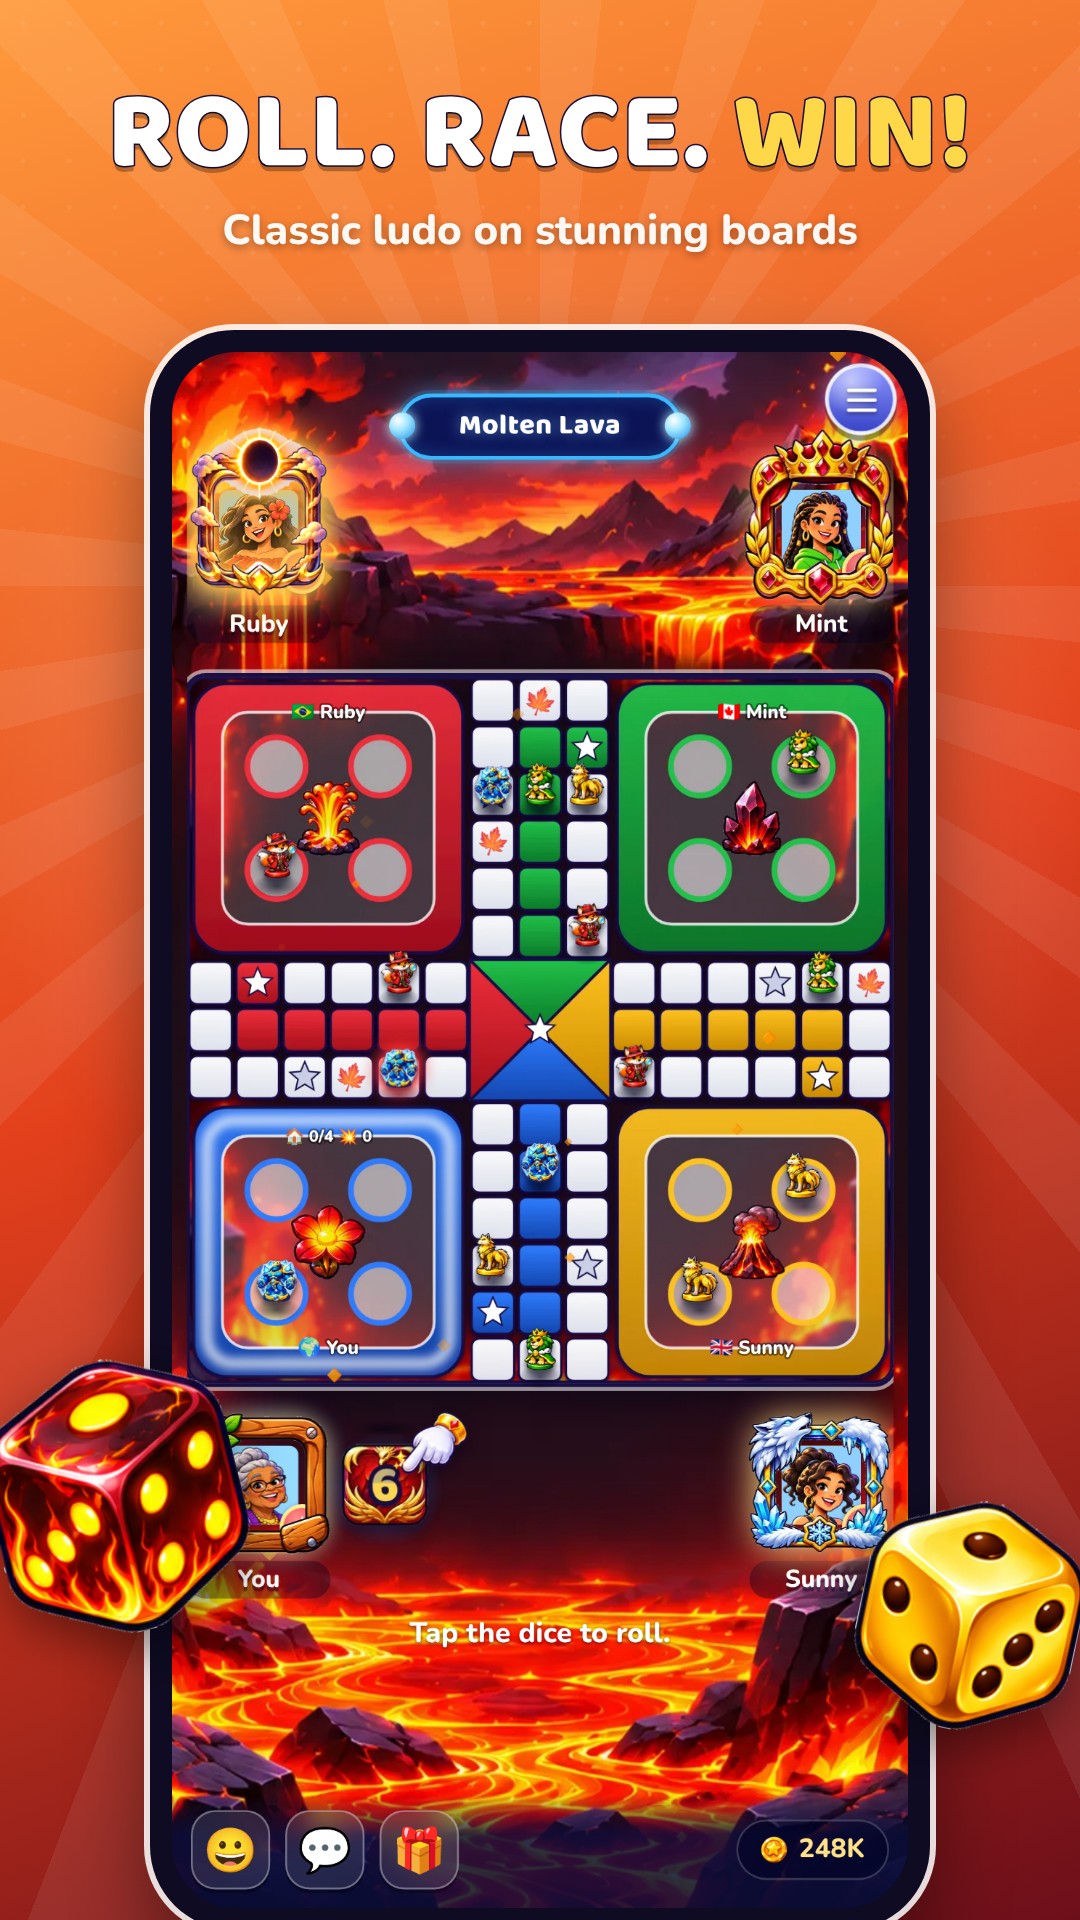 ROLL. RACE. WIN!
Classic ludo on stunning boards
Molten Lava
Ruby
Mint
Ruby
Mint
0/4 0
You
Sunny
6
You
Sunny
Tap the dice to roll.
248K